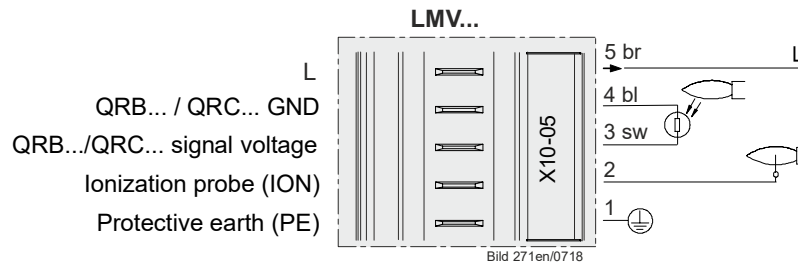 LMV...
L
5 br
L
QRB... / QRC... GND
4 bl
QRB.../QRC... signal voltage
X10-05
3 sw
Ionization probe (ION)
2
Protective earth (PE)
1
Bild 271en/0718